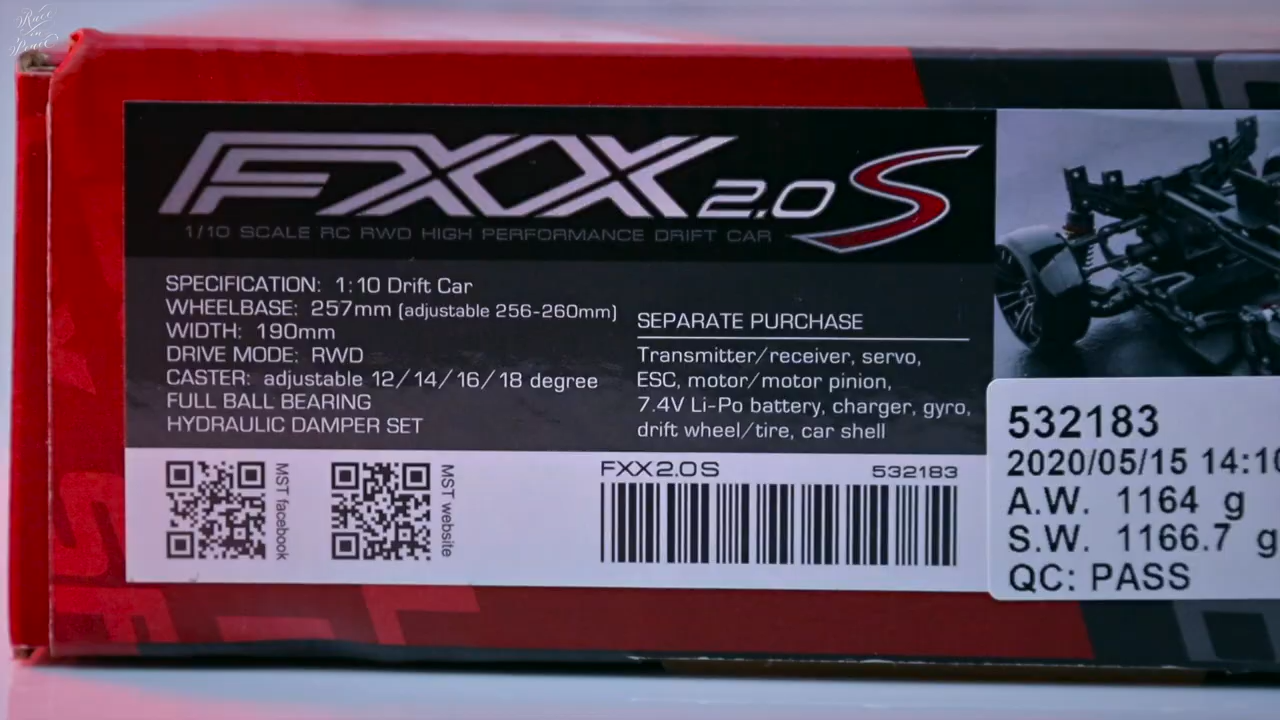 Race
in
Peace
FXX 2.0 S
1/10 SCALE RC RWD HIGH PERFORMANCE DRIFT CAR
SPECIFICATION: 1:10 Drift Car
WHEELBASE: 257mm (adjustable 256-260mm)
WIDTH: 190mm
DRIVE MODE: RWD
CASTER: adjustable 12/14/16/18 degree
FULL BALL BEARING
HYDRAULIC DAMPER SET
SEPARATE PURCHASE
Transmitter/receiver, servo,
ESC, motor/motor pinion,
7.4V Li-Po battery, charger, gyro,
drift wheel/tire, car shell
MST facebook
MST website
FXX2.0S 532183
532183
2020/05/15 14:10
A.W. 1164 g
S.W. 1166.7 g
QC: PASS